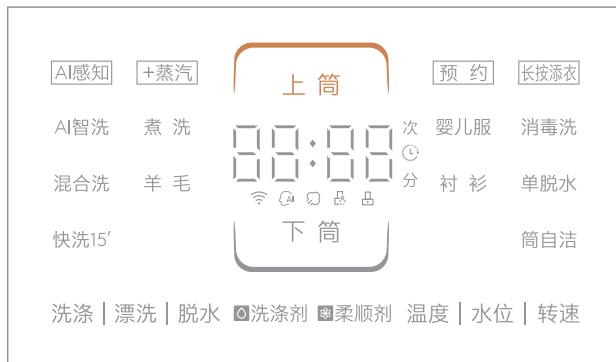 AI感知 +蒸汽 上筒 预约 长按添衣
AI智洗 煮洗 88:88 次 婴儿服 消毒洗
混合洗 羊毛 AI 分 衬衫 单脱水
快洗15' 下筒 筒自洁
洗涤 | 漂洗 | 脱水 洗涤剂 柔顺剂 温度 | 水位 | 转速